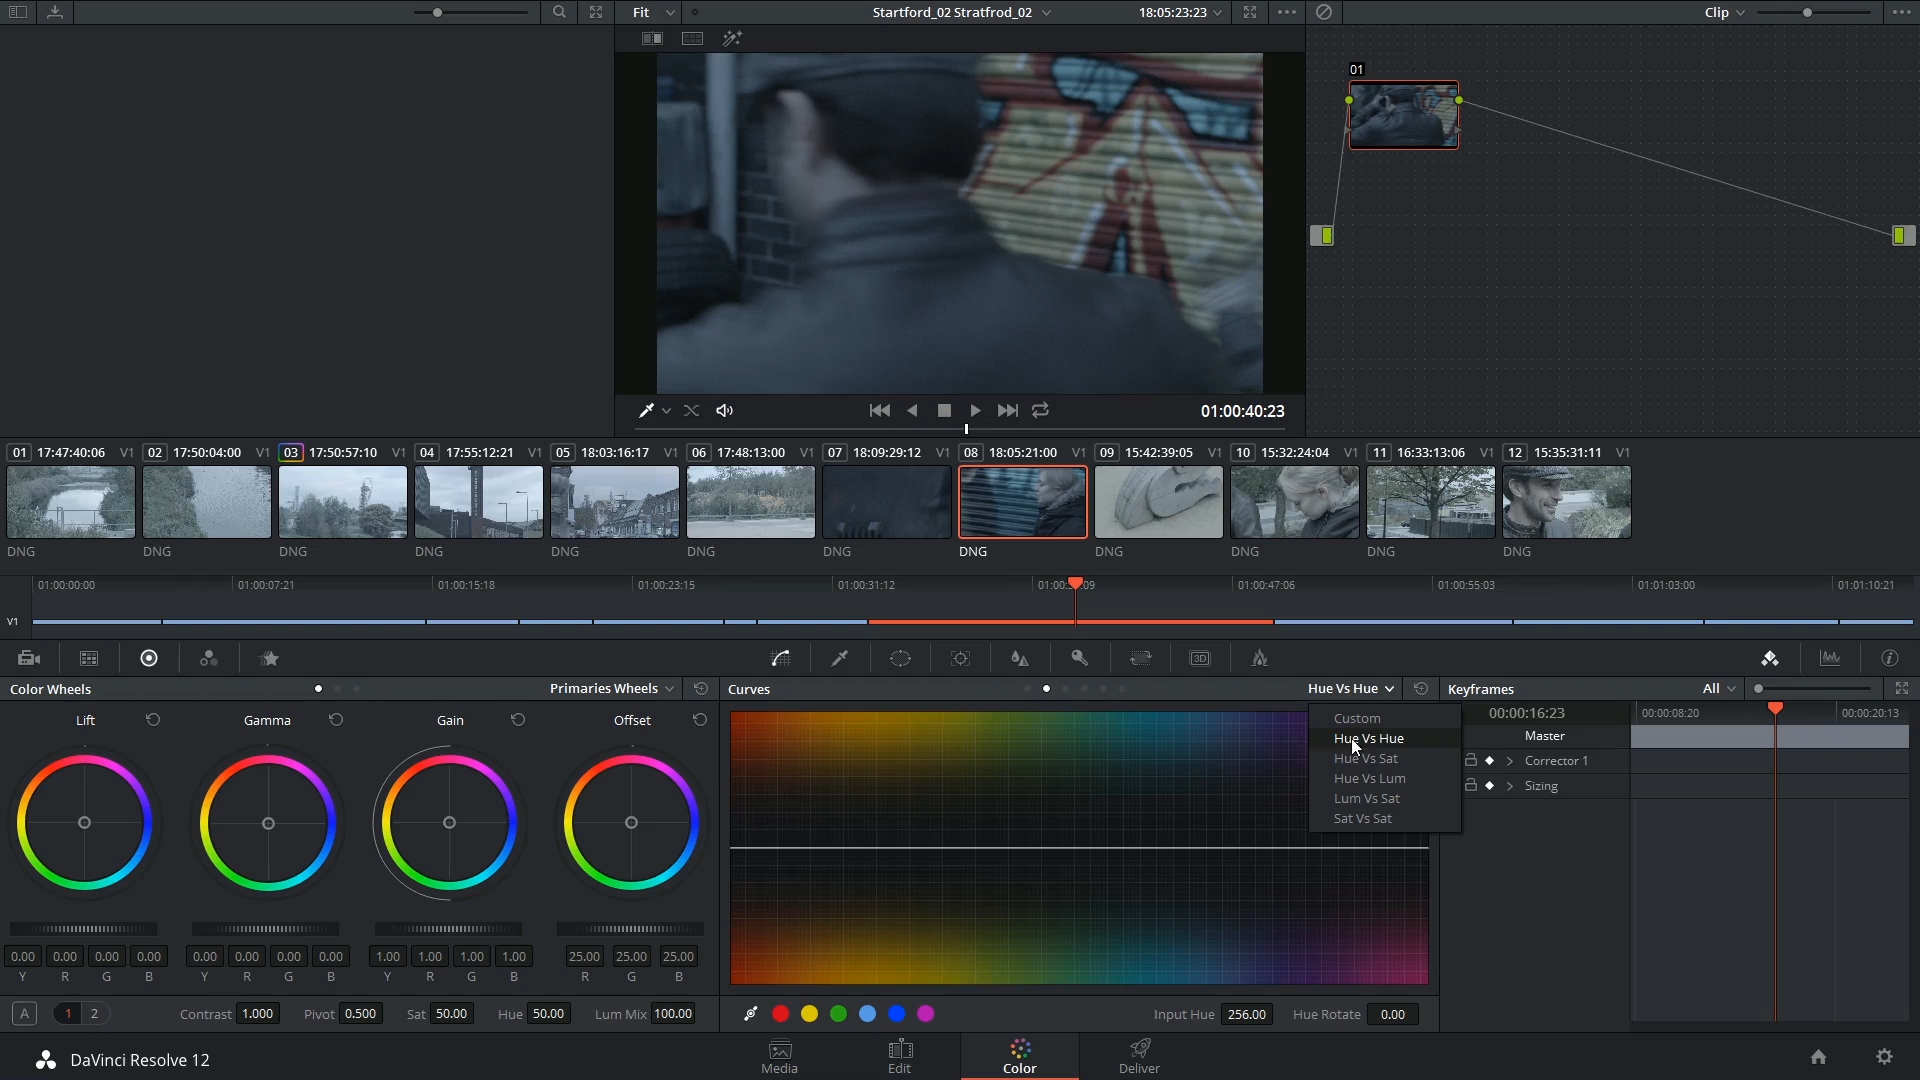 Fit
Startford_02 Stratfrod_02
18:05:23:23
Clip
01
01:00:40:23
01 17:47:40:06 V1
02 17:50:04:00 V1
03 17:50:57:10 V1
04 17:55:12:21 V1
05 18:03:16:17 V1
06 17:48:13:00 V1
07 18:09:29:12 V1
08 18:05:21:00 V1
09 15:42:39:05 V1
10 15:32:24:04 V1
11 16:33:13:06 V1
12 15:35:31:11 V1
DNG DNG DNG DNG DNG DNG DNG DNG DNG DNG DNG DNG
01:00:00:00 01:00:07:21 01:00:15:18 01:00:23:15 01:00:31:12 01:00: :09 01:00:47:06 01:00:55:03 01:01:03:00 01:01:10:21
V1
3D
Color Wheels
Primaries Wheels
Lift Gamma Gain Offset
0.00 0.00 0.00 0.00 0.00 0.00 0.00 0.00 1.00 1.00 1.00 1.00 25.00 25.00 25.00
Y R G B Y R G B Y R G B R G B
A 1 2 Contrast 1.000 Pivot 0.500 Sat 50.00 Hue 50.00 Lum Mix 100.00
Curves
Hue Vs Hue
Custom
Hue Vs Hue
Hue Vs Sat
Hue Vs Lum
Lum Vs Sat
Sat Vs Sat
Input Hue 256.00 Hue Rotate 0.00
Keyframes
All
00:00:16:23
00:00:08:20
00:00:20:13
Master
Corrector 1
Sizing
DaVinci Resolve 12
Media
Edit
Color
Deliver